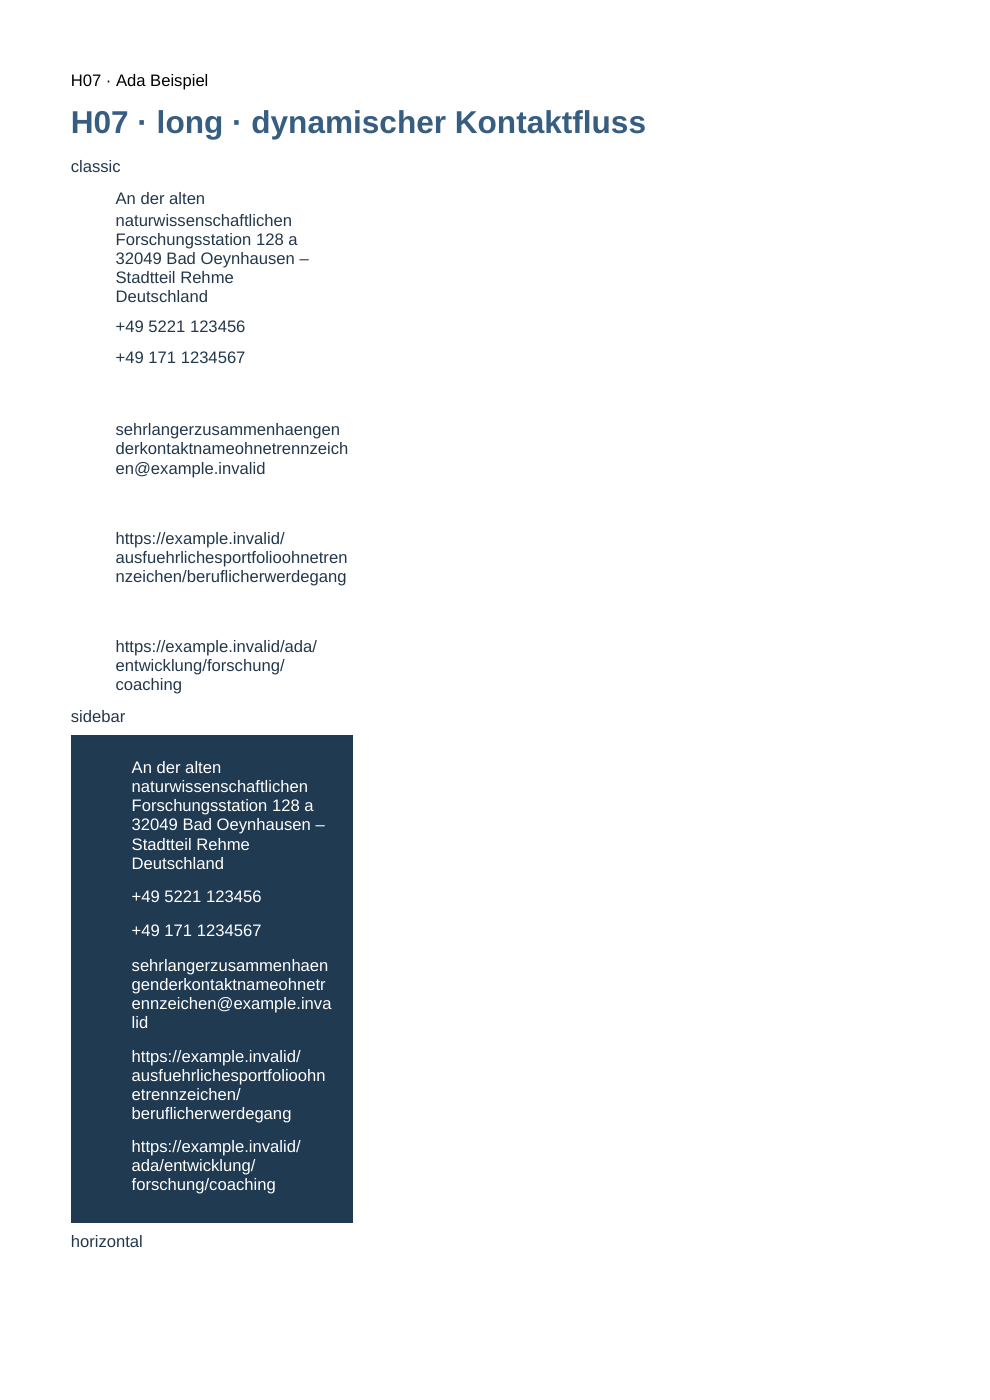 H07 · Ada Beispiel
H07 · long · dynamischer Kontaktfluss
classic
An der alten
naturwissenschaftlichen
Forschungsstation 128 a
32049 Bad Oeynhausen –
Stadtteil Rehme
Deutschland
+49 5221 123456
+49 171 1234567
sehrlangerzusammenhaengen
derkontaktnameohnetrennzeich
en@example.invalid
https://example.invalid/
ausfuehrlichesportfolioohnetren
nzeichen/beruflicherwerdegang
https://example.invalid/ada/
entwicklung/forschung/
coaching
sidebar
An der alten
naturwissenschaftlichen
Forschungsstation 128 a
32049 Bad Oeynhausen –
Stadtteil Rehme
Deutschland
+49 5221 123456
+49 171 1234567
sehrlangerzusammenhaen
genderkontaktnameohnetr
ennzeichen@example.inva
lid
https://example.invalid/
ausfuehrlichesportfolioohn
etrennzeichen/
beruflicherwerdegang
https://example.invalid/
ada/entwicklung/
forschung/coaching
horizontal